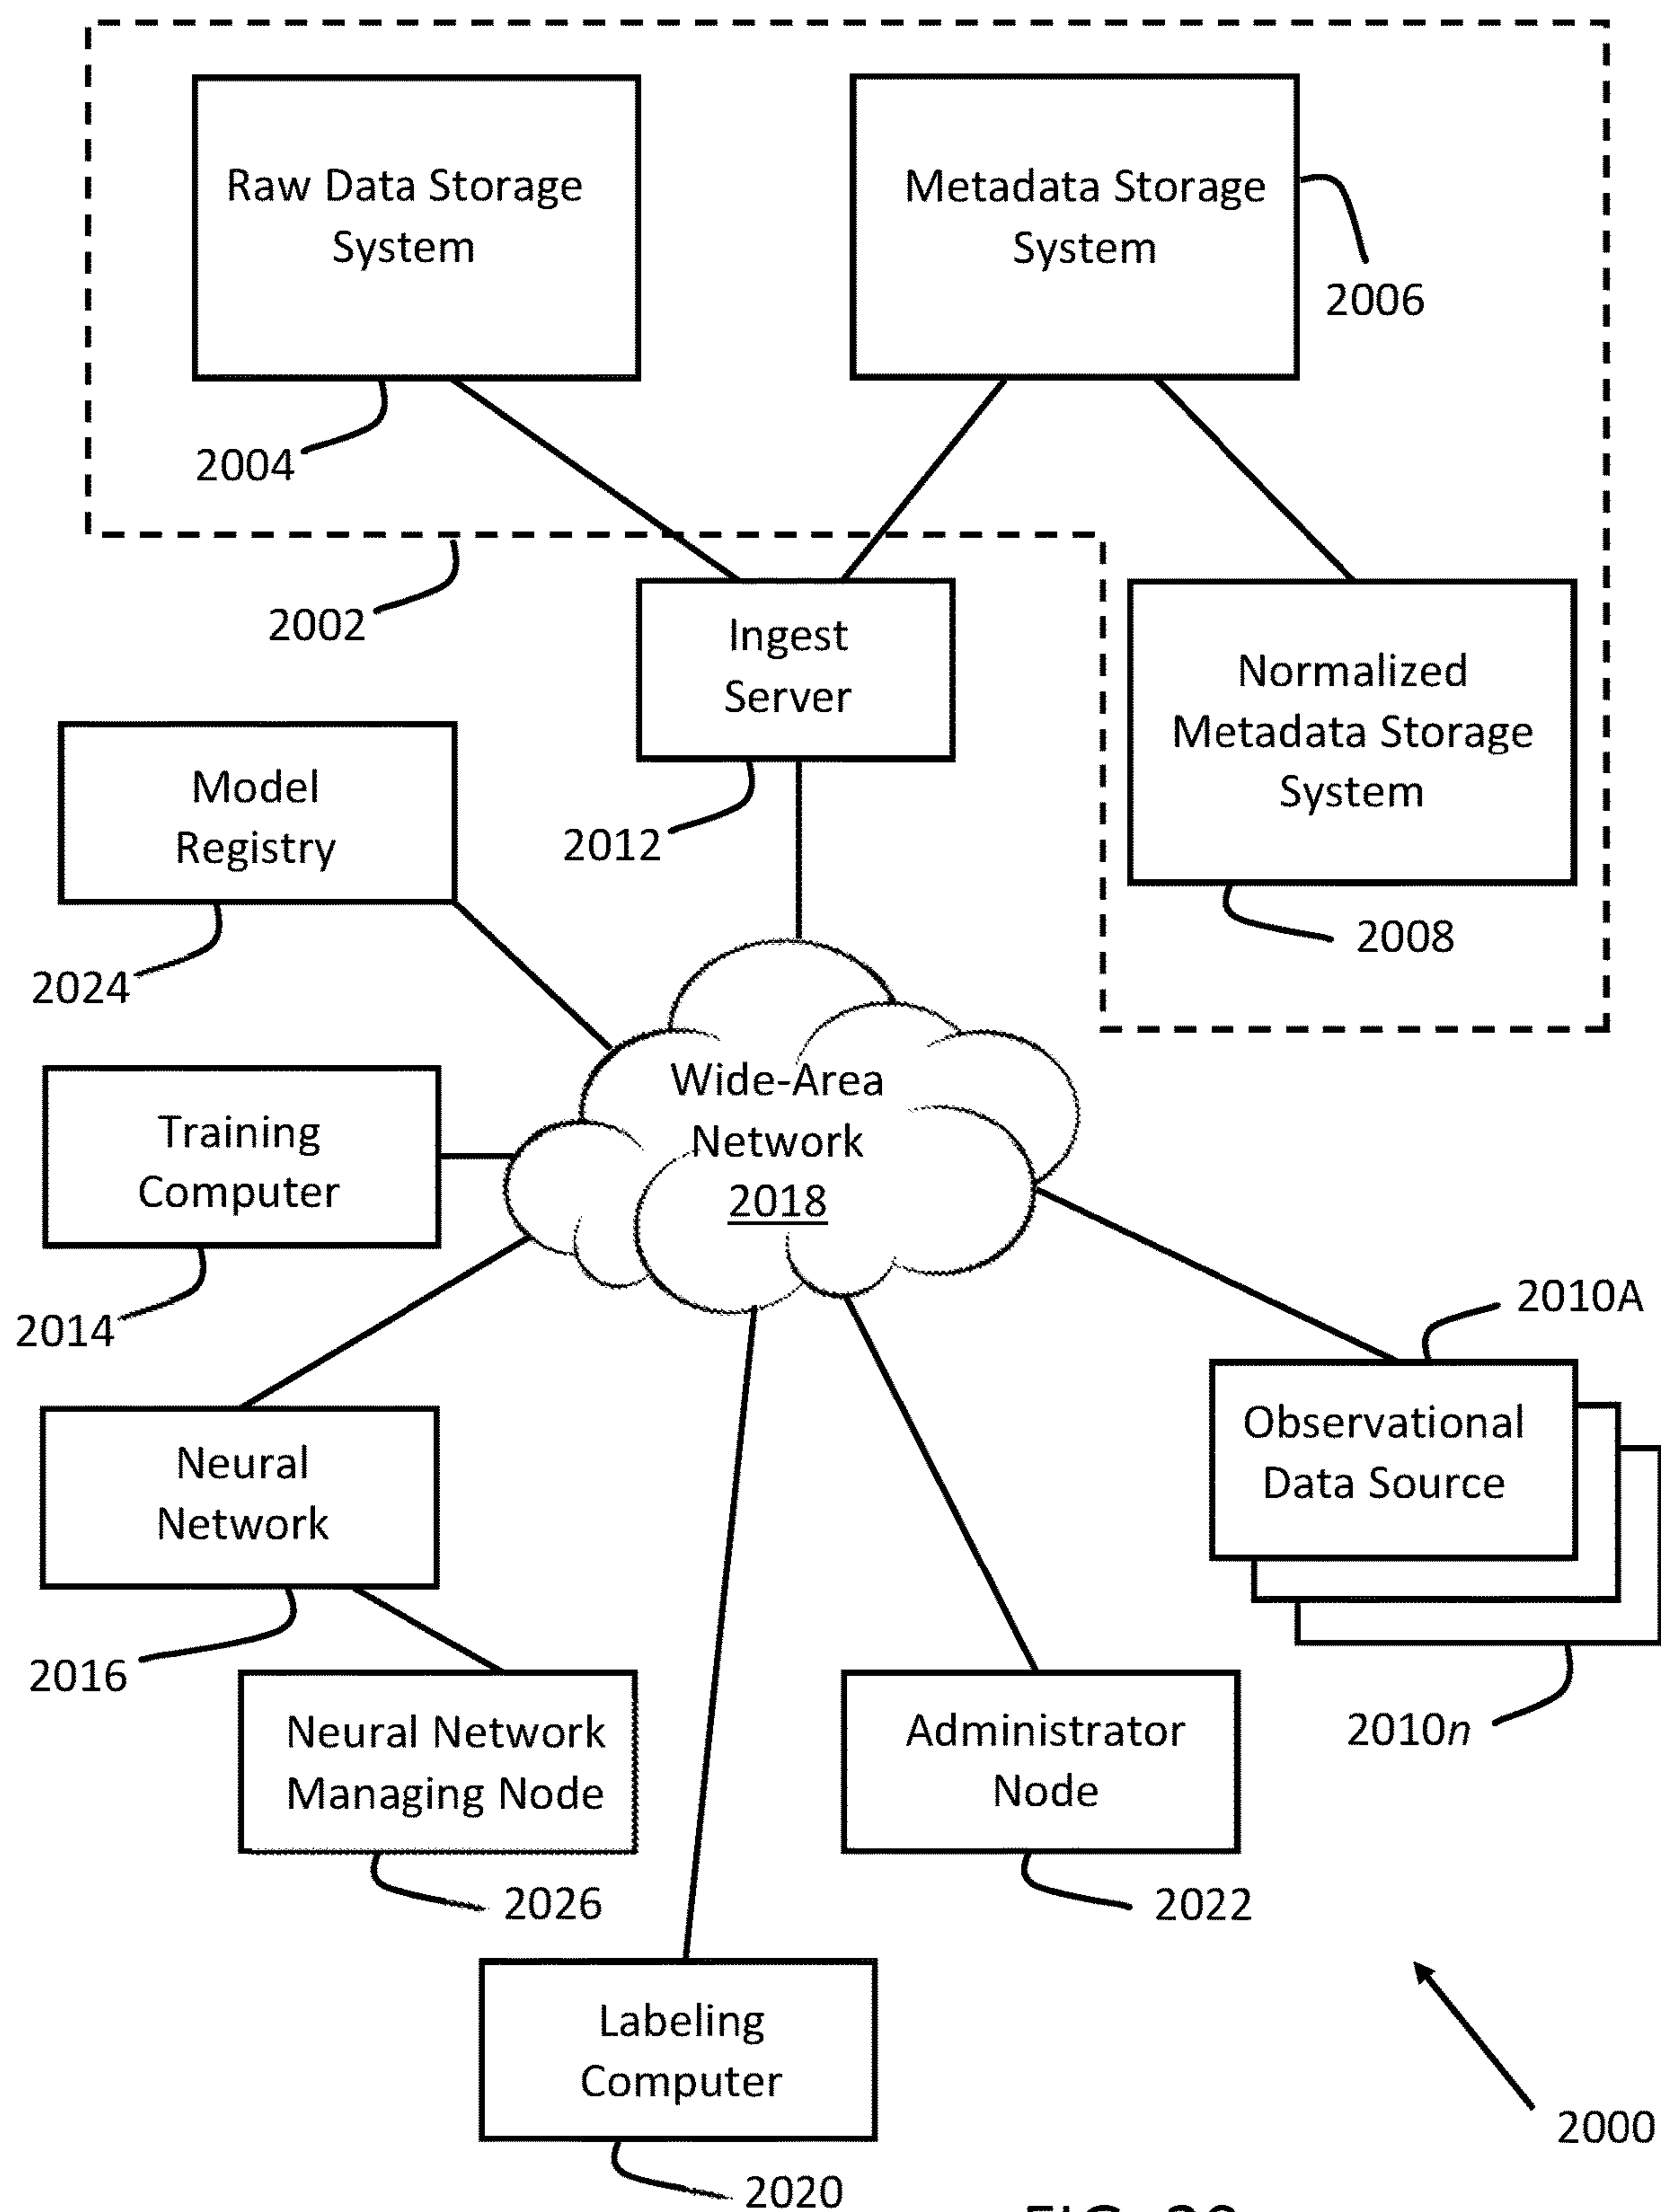 Raw Data Storage
System
Metadata Storage
System
2006
2004
2002
Ingest
Server
Normalized
Metadata Storage
System
Model
Registry
2012
2008
2024
Wide-Area
Network
2018
Training
Computer
2014
2010A
Observational
Data Source
Neural
Network
2016
2010n
Neural Network
Managing Node
Administrator
Node
2026
2022
Labeling
Computer
2000
2020